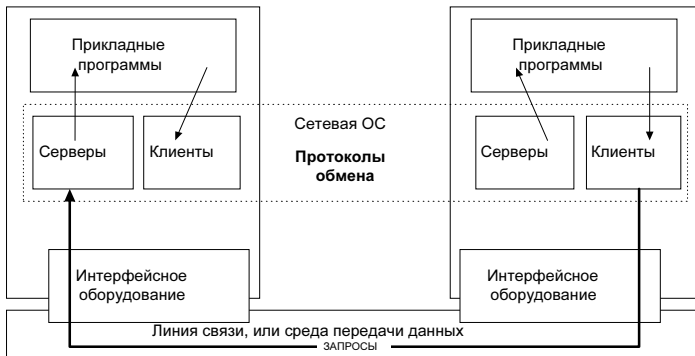 Прикладные
программы
Прикладные
программы
Сетевая ОС
Серверы
Клиенты
Протоколы
обмена
Серверы
Клиенты
Интерфейсное
оборудование
Интерфейсное
оборудование
Линия связи, или среда передачи данных
ЗАПРОСЫ